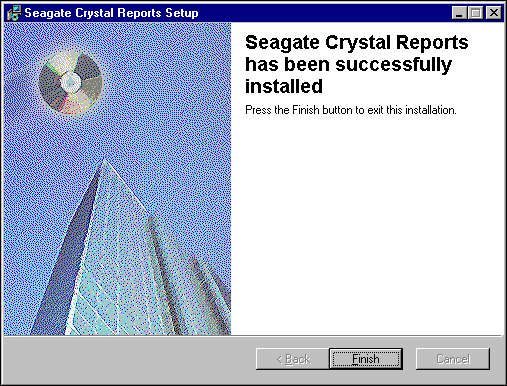 Seagate Crystal Reports Setup
Seagate Crystal Reports
has been successfully
installed
Press the Finish button to exit this installation.
< Back
Finish
Cancel